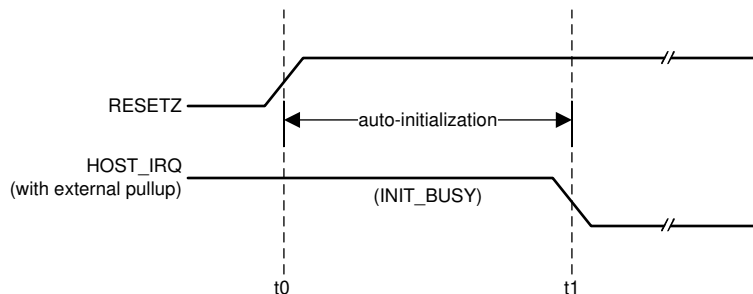 RESETZ
auto-initialization
HOST_IRQ
(with external pullup)
(INIT_BUSY)
t0
t1